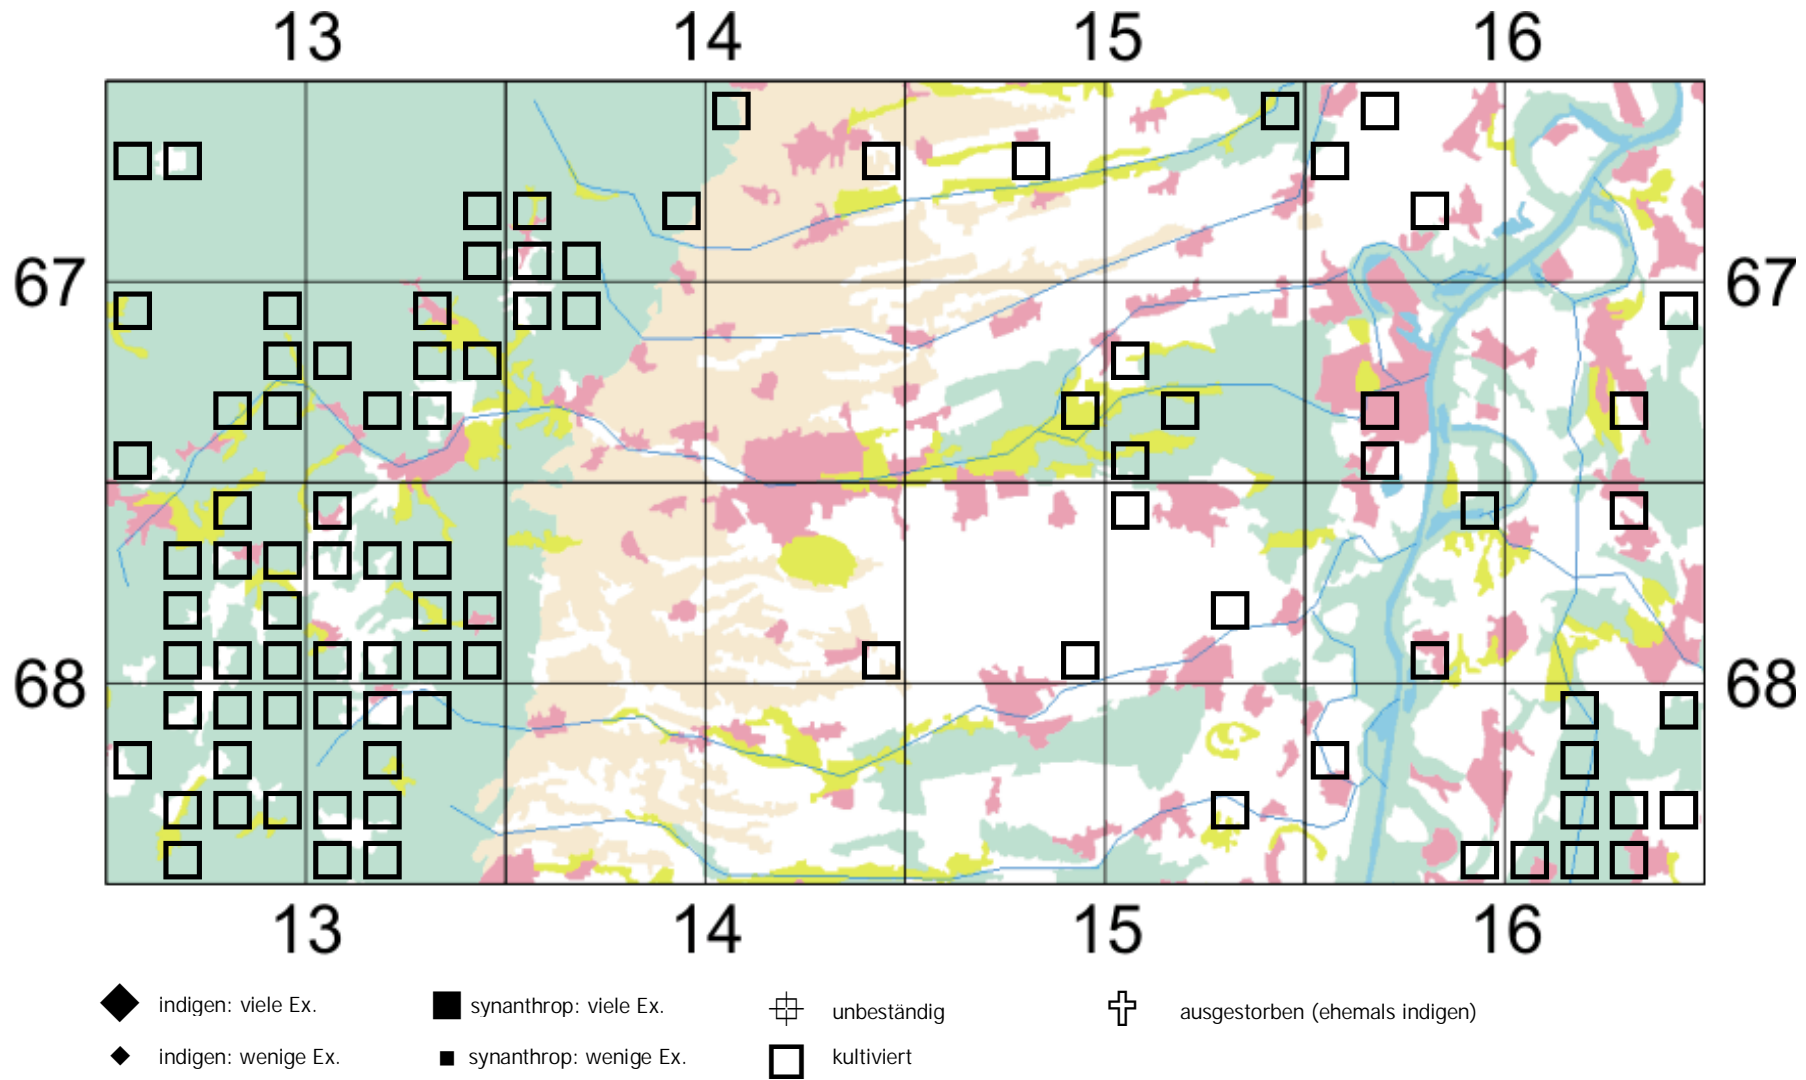 13 14 15 16
67 67
68 68
13 14 15 16
indigen: viele Ex. synanthrop: viele Ex. unbeständig ausgestorben (ehemals indigen)
indigen: wenige Ex. synanthrop: wenige Ex. kultiviert